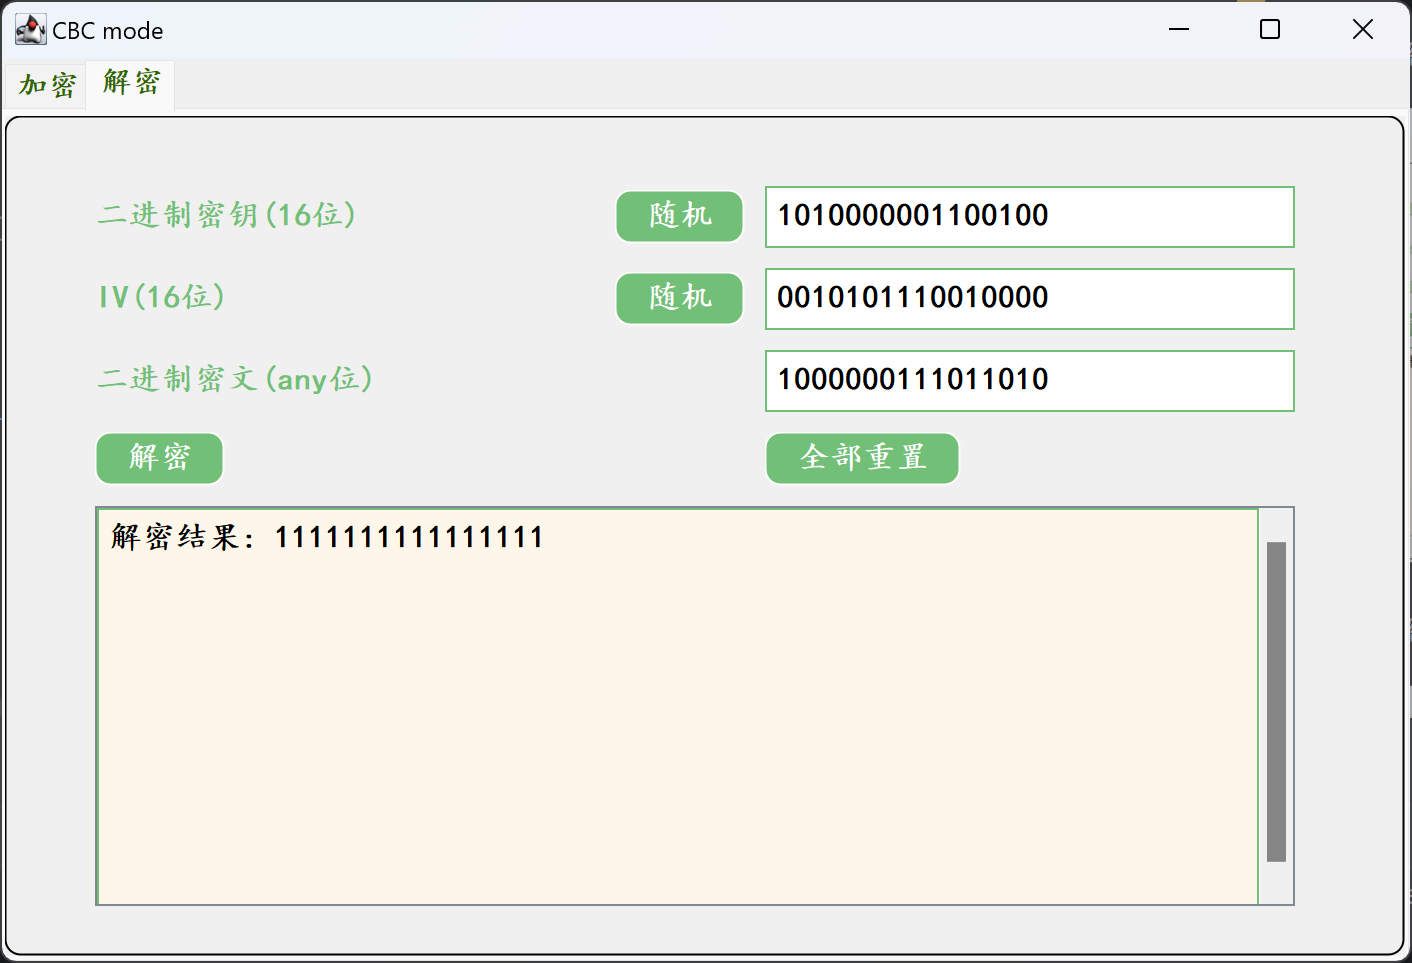 CBC mode
加密 解密
二进制密钥(16位) 随机 1010000001100100
IV(16位) 随机 0010101110010000
二进制密文(any位) 1000000111011010
解密 全部重置
解密结果: 1111111111111111